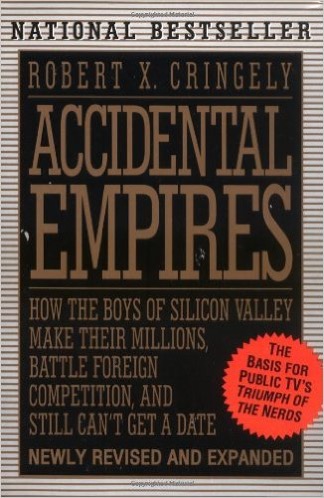 NATIONAL BESTSELLER
ROBERT X. CRINGELY
ACCIDENTAL
EMPIRES
HOW THE BOYS OF SILICON VALLEY
MAKE THEIR MILLIONS,
BATTLE FOREIGN
COMPETITION, AND
STILL CAN'T GET A DATE
THE
BASIS FOR
PUBLIC TV'S
TRIUMPH OF
THE NERDS
NEWLY REVISED AND EXPANDED